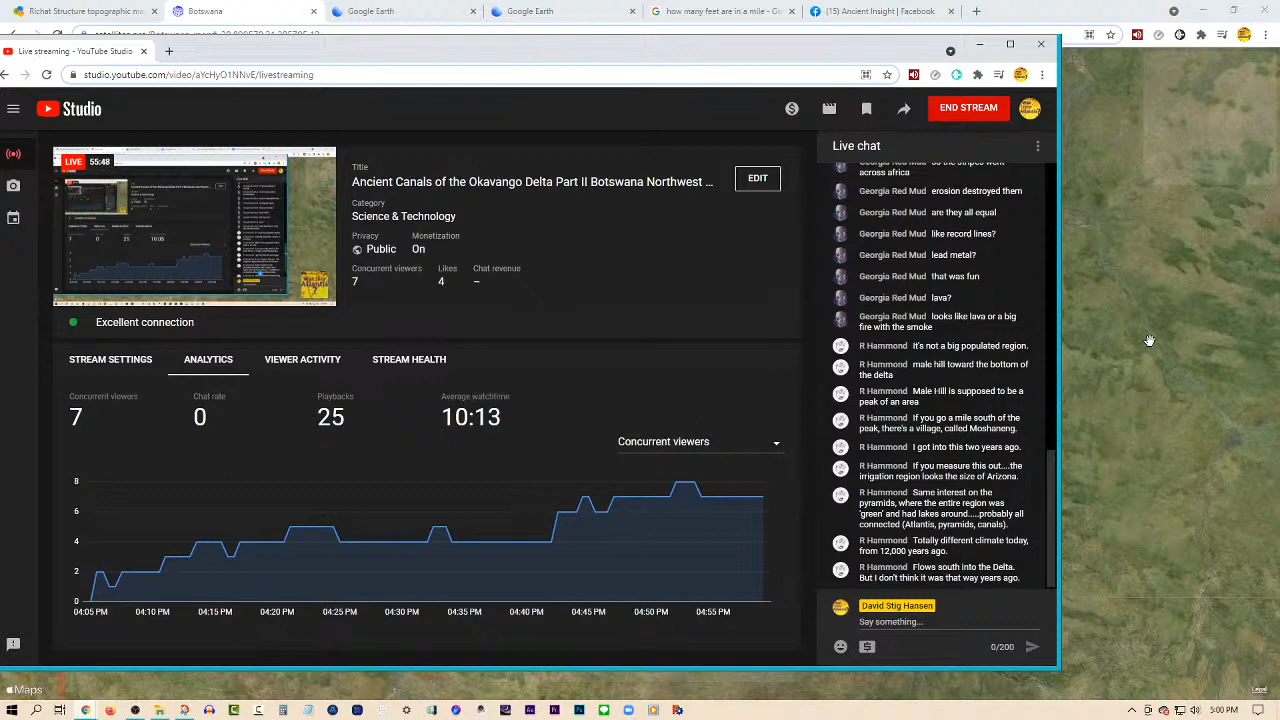 Richat Structure topographic ma
Botswana
Google Earth
Google Earth
how many feet are in a mile - Go
(15) Ancient Insight | Facebook
Live streaming - YouTube Studio
studio.youtube.com/video/aYcHyO1NNvE/livestreaming
Studio
END STREAM
LIVE 55:48
Title
Ancient Canals of the Okavango Delta Part II Botswana North
EDIT
Category
Science & Technology
Privacy
Monetization
Public
On
Concurrent viewers
Likes
Chat revenue
7
4
–
Excellent connection
STREAM SETTINGS
ANALYTICS
VIEWER ACTIVITY
STREAM HEALTH
Concurrent viewers
Chat rate
Playbacks
Average watchtime
7
0
25
10:13
Concurrent viewers
8
6
4
2
0
04:05 PM
04:10 PM
04:15 PM
04:20 PM
04:25 PM
04:30 PM
04:35 PM
04:40 PM
04:45 PM
04:50 PM
04:55 PM
Live chat
Georgia Red Mud so the stripes went
across africa
Georgia Red Mud erosion destroyed them
Georgia Red Mud are they all equal
Georgia Red Mud like record lines?
Georgia Red Mud lead metal?
Georgia Red Mud that was fun
Georgia Red Mud lava?
Georgia Red Mud looks like lava or a big
fire with the smoke
R Hammond It's not a big populated region.
R Hammond male hill toward the bottom of
the delta
R Hammond Male Hill is supposed to be a
peak of an area
R Hammond If you go a mile south of the
peak, there's a village, called Moshaneng.
R Hammond I got into this two years ago.
R Hammond If you measure this out....the
irrigation region looks the size of Arizona.
R Hammond Same interest on the
pyramids, where the entire region was
'green' and had lakes around.....probably all
connected (Atlantis, pyramids, canals).
R Hammond Totally different climate today,
from 12,000 years ago.
R Hammond Flows south into the Delta.
But I don't think it was that way years ago.
David Stig Hansen
Say something...
0/200
Maps
Legal
5:00 PM